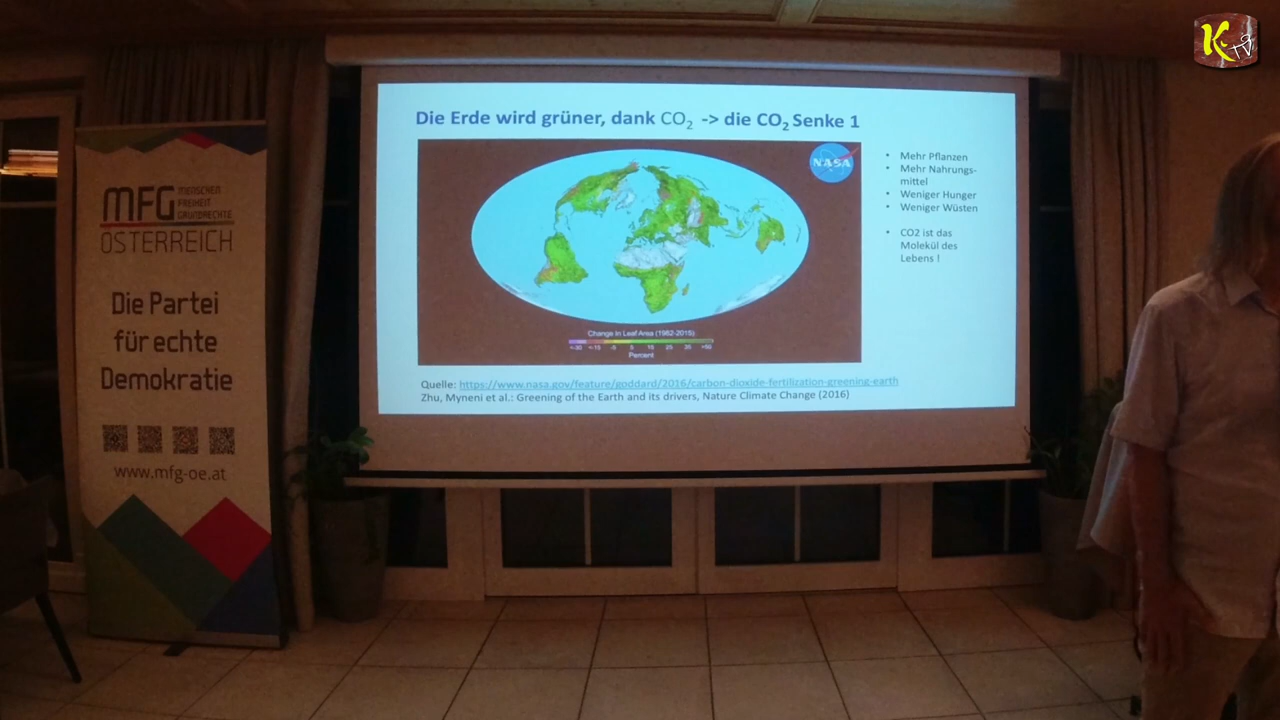 K-TV
MFG
MENSCHEN
FREIHEIT
GRUNDRECHTE
ÖSTERREICH
Die Partei
für echte
Demokratie
www.mfg-oe.at
Die Erde wird grüner, dank CO₂ -> die CO₂ Senke 1
NASA
Change in Leaf Area (1982-2015)
<-30 <-15 -5 5 15 25 35 >50
Percent
• Mehr Pflanzen
• Mehr Nahrungs-
mittel
• Weniger Hunger
• Weniger Wüsten
• CO2 ist das
Molekül des
Lebens !
Quelle: https://www.nasa.gov/feature/goddard/2016/carbon-dioxide-fertilization-greening-earth
Zhu, Myneni et al.: Greening of the Earth and its drivers, Nature Climate Change (2016)